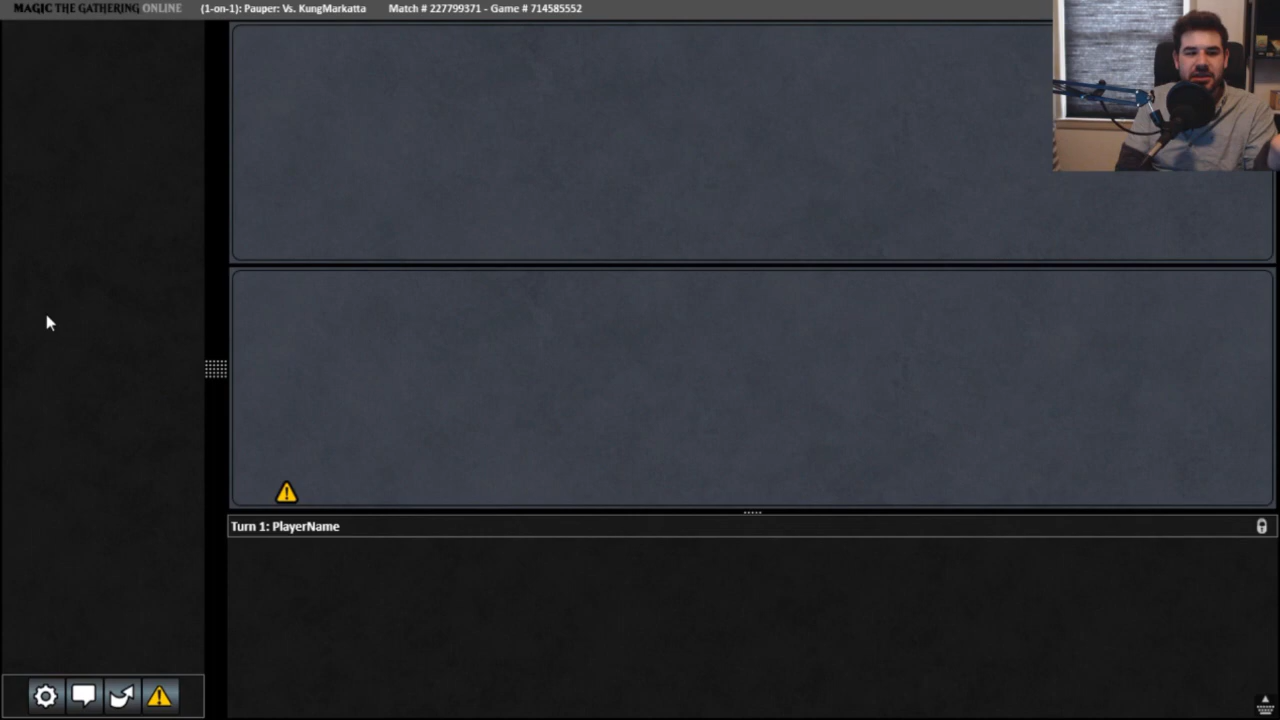 MAGIC THE GATHERING ONLINE (1-on-1): Pauper: Vs. KungMarkatta Match # 227799371 - Game # 714585552
Turn 1: PlayerName